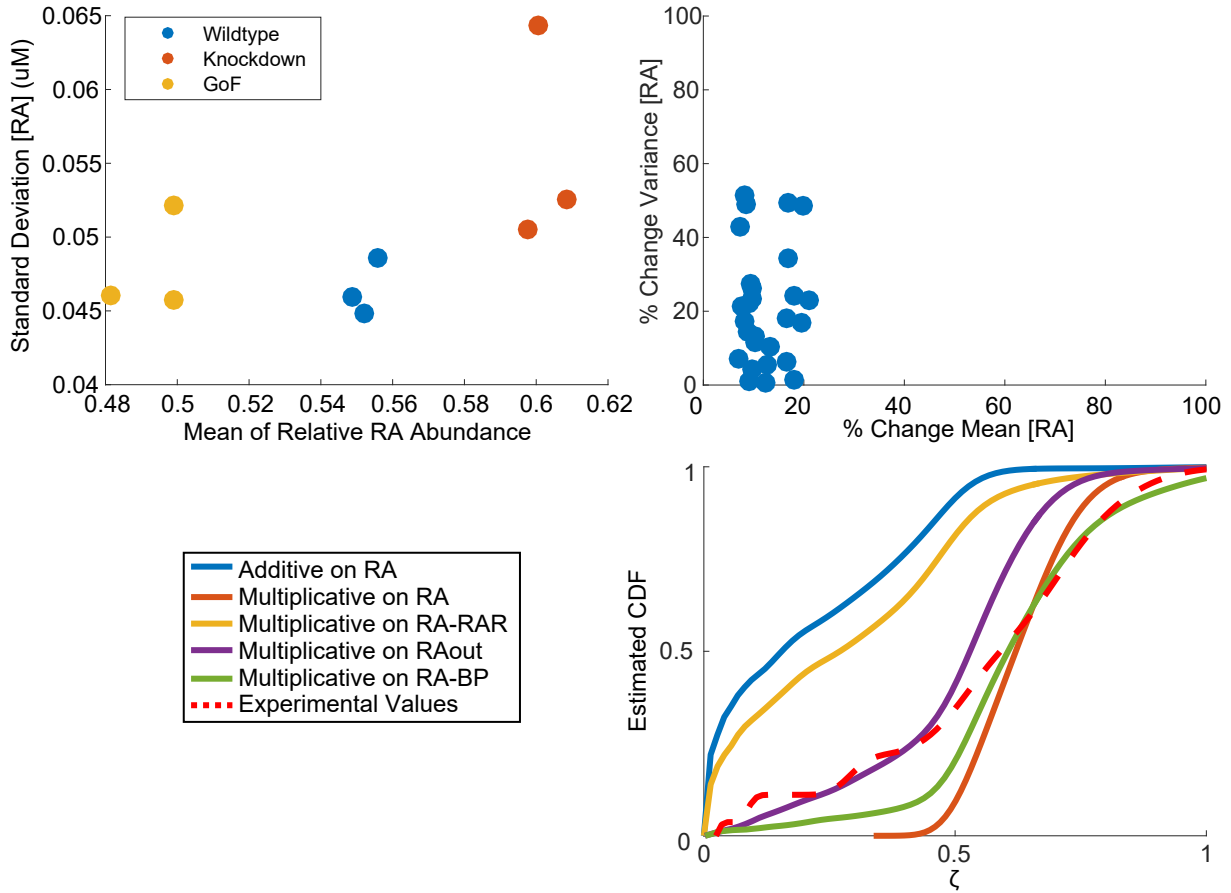 0.065
0.06
0.055
0.05
0.045
0.04
Standard Deviation [RA] (uM)
Wildtype
Knockdown
GoF
0.48
0.5
0.52
0.54
0.56
0.58
0.6
0.62
Mean of Relative RA Abundance
100
80
60
40
20
0
% Change Variance [RA]
0
20
40
60
80
100
% Change Mean [RA]
Additive on RA
Multiplicative on RA
Multiplicative on RA-RAR
Multiplicative on RAout
Multiplicative on RA-BP
Experimental Values
1
0.5
0
Estimated CDF
0
0.5
1
ζ